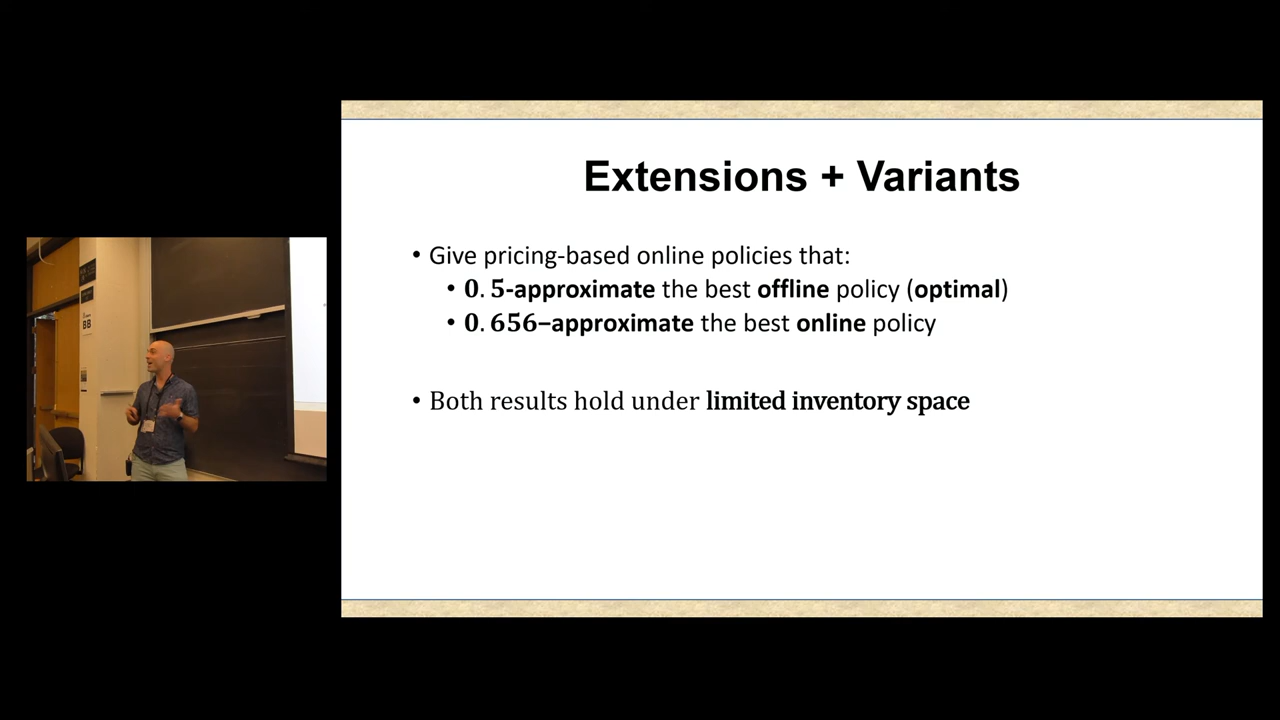 Extensions + Variants
• Give pricing-based online policies that:
• 0.5-approximate the best offline policy (optimal)
• 0.656−approximate the best online policy
• Both results hold under limited inventory space
BB